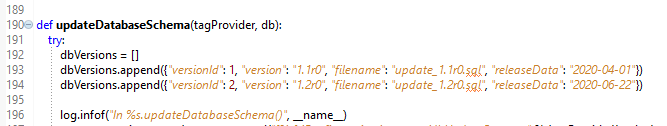 189
190 def updateDatabaseSchema(tagProvider, db):
191 try:
192 dbVersions = []
193 dbVersions.append({"versionId": 1, "version": "1.1r0", "filename": "update_1.1r0.sql", "releaseData": "2020-04-01"})
194 dbVersions.append({"versionId": 2, "version": "1.2r0", "filename": "update_1.2r0.sql", "releaseData": "2020-06-22"})
195
196 log.infof("In %s.updateDatabaseSchema()", __name__)